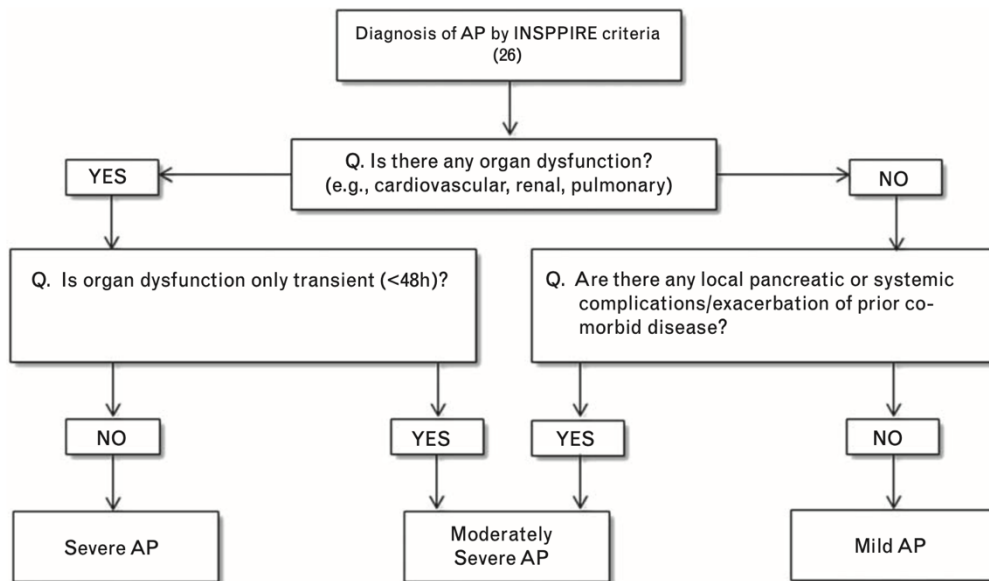 Diagnosis of AP by INSPPIRE criteria
(26)
Q. Is there any organ dysfunction?
(e.g., cardiovascular, renal, pulmonary)
YES
NO
Q. Is organ dysfunction only transient (<48h)?
Q. Are there any local pancreatic or systemic
complications/exacerbation of prior co-
morbid disease?
NO
YES
YES
NO
Severe AP
Moderately
Severe AP
Mild AP